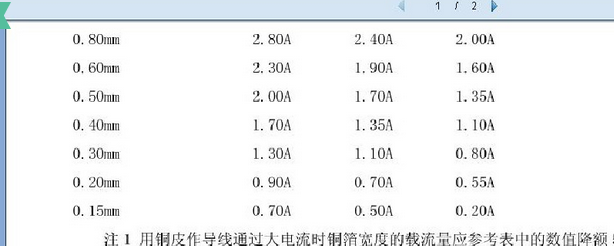 1 / 2
0.80mm 2.80A 2.40A 2.00A
0.60mm 2.30A 1.90A 1.60A
0.50mm 2.00A 1.70A 1.35A
0.40mm 1.70A 1.35A 1.10A
0.30mm 1.30A 1.10A 0.80A
0.20mm 0.90A 0.70A 0.55A
0.15mm 0.70A 0.50A 0.20A
注 1 用铜皮作导线通过大电流时铜箔宽度的载流量应参考表中的数值降额